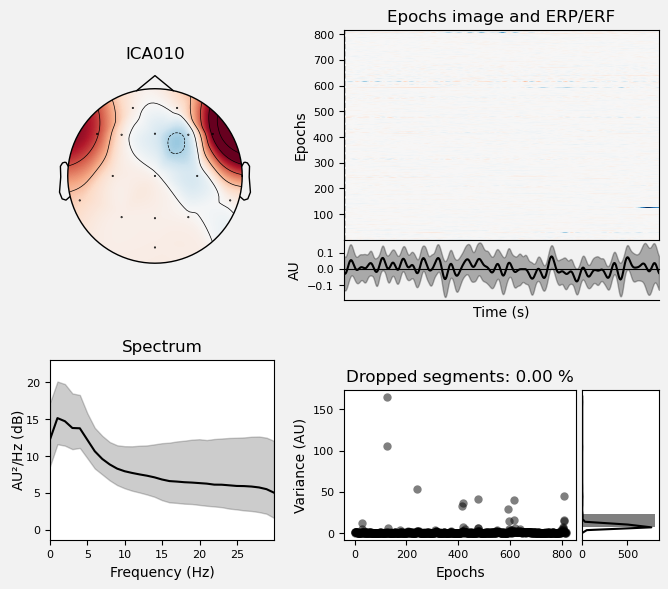 ICA010
Epochs image and ERP/ERF
Epochs
800
700
600
500
400
300
200
100
AU
0.1
0.0
−0.1
Time (s)
Spectrum
AU²/Hz (dB)
20
15
10
5
0
0 5 10 15 20 25
Frequency (Hz)
Dropped segments: 0.00 %
Variance (AU)
150
100
50
0
0 200 400 600 800
Epochs
0 500